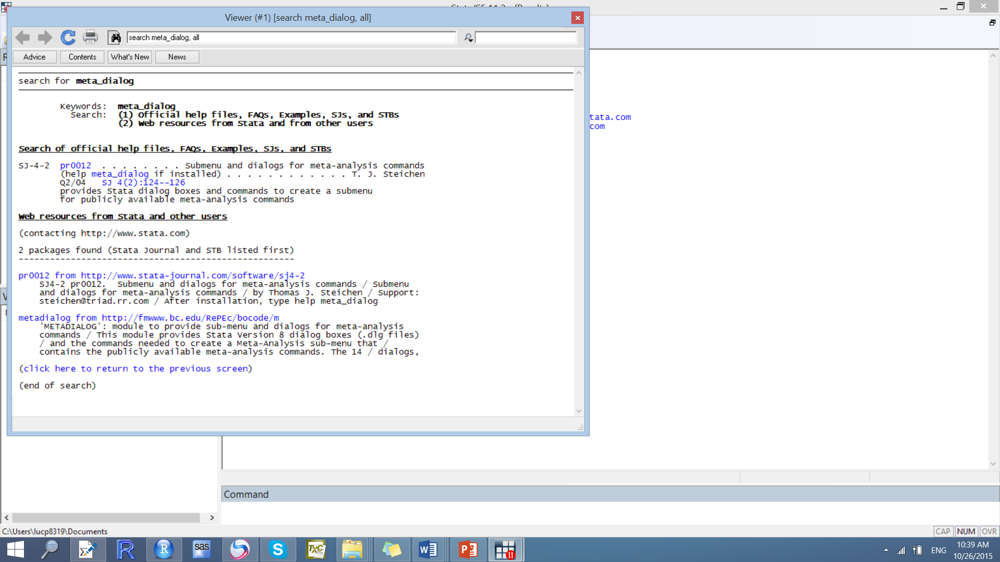 Viewer (#1) [search meta_dialog, all]
search meta_dialog, all
Advice
Contents
What's New
News
search for meta_dialog
Keywords: meta_dialog
Search: (1) Official help files, FAQs, Examples, SJs, and STBs
(2) Web resources from Stata and from other users
Search of official help files, FAQs, Examples, SJs, and STBs
SJ-4-2 pr0012 . . . . . . . . Submenu and dialogs for meta-analysis commands
(help meta_dialog if installed) . . . . . . . . . . . . T. J. Steichen
Q2/04 SJ 4(2):124--126
provides Stata dialog boxes and commands to create a submenu
for publicly available meta-analysis commands
Web resources from Stata and other users
(contacting http://www.stata.com)
2 packages found (Stata Journal and STB listed first)
-----------------------------------------------------
pr0012 from http://www.stata-journal.com/software/sj4-2
SJ4-2 pr0012. Submenu and dialogs for meta-analysis commands / Submenu
and dialogs for meta-analysis commands / by Thomas J. Steichen / Support:
steichen@triad.rr.com / After installation, type help meta_dialog
metadialog from http://fmwww.bc.edu/RePEc/bocode/m
'METADIALOG': module to provide sub-menu and dialogs for meta-analysis
commands / This module provides Stata Version 8 dialog boxes (.dlg files)
/ and the commands needed to create a Meta-Analysis sub-menu that /
contains the publicly available meta-analysis commands. The 14 / dialogs,
(click here to return to the previous screen)
(end of search)
tata.com
com
Command
C:\Users\lucp8319\Documents
CAP NUM OVR
R
R
sas
S
TXC
W
P
11
ENG
10:39 AM
10/26/2015